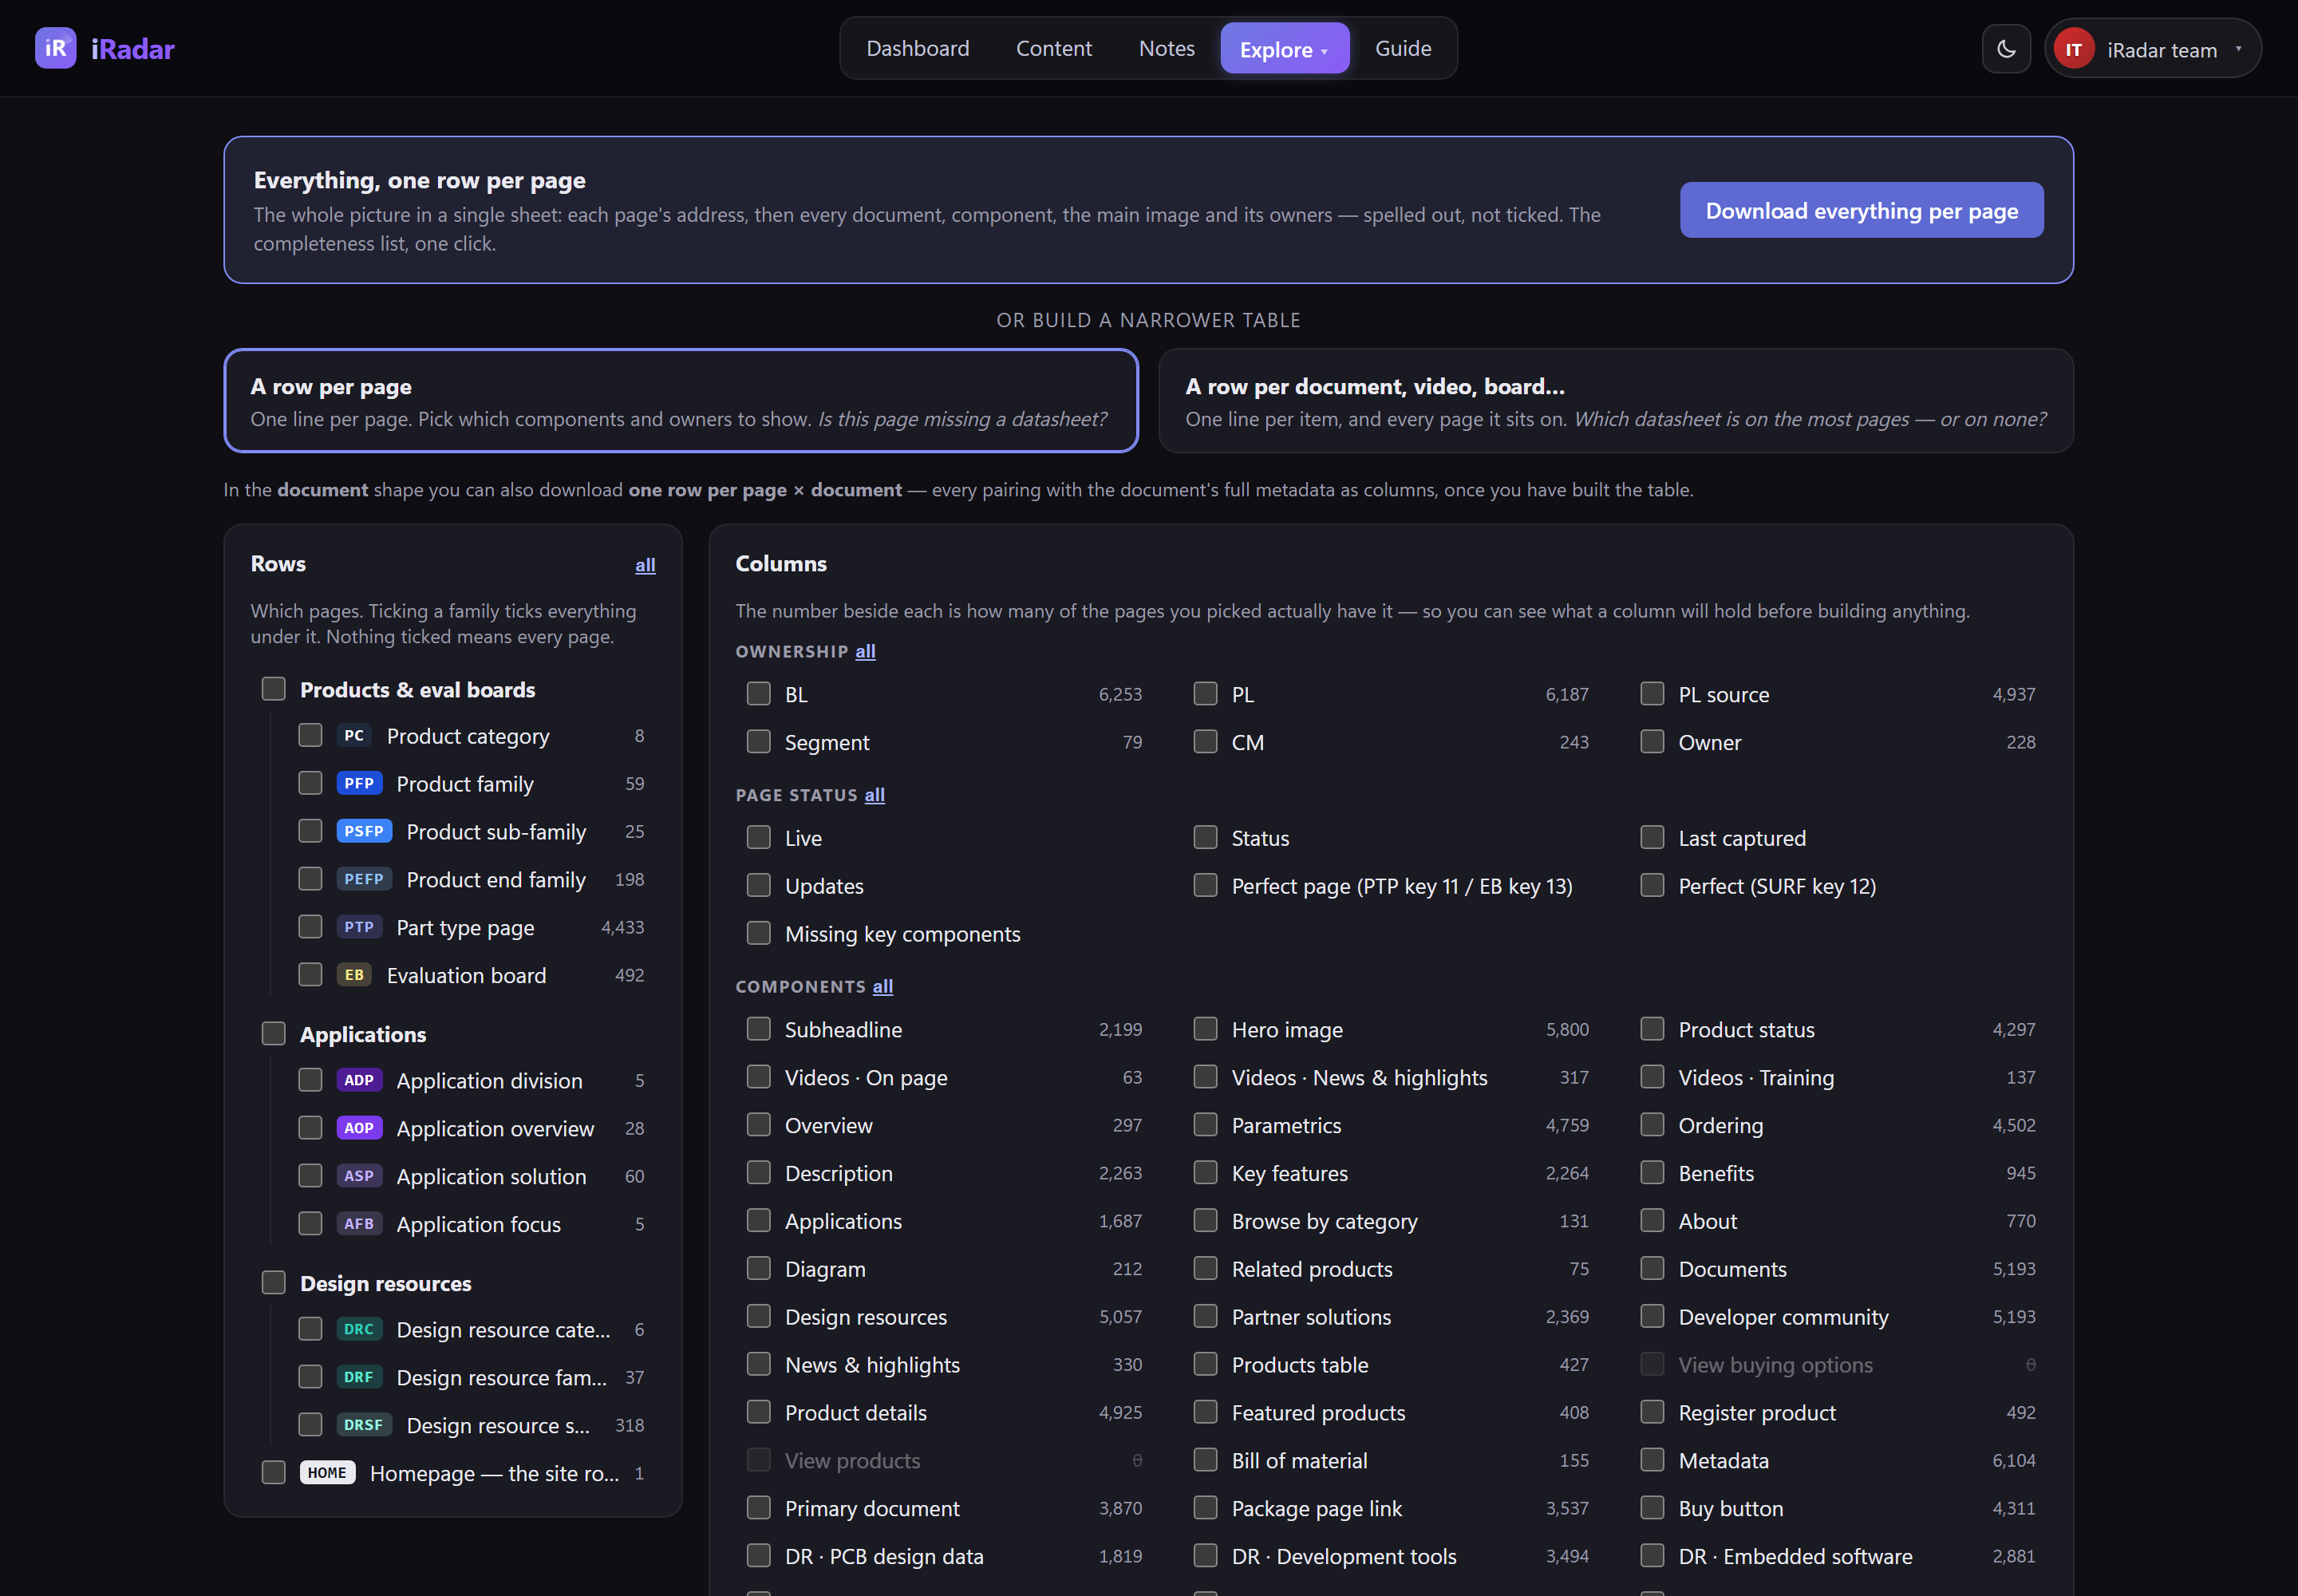 iR iRadar
Dashboard Content Notes Explore Guide
IT iRadar team
Everything, one row per page
The whole picture in a single sheet: each page's address, then every document, component, the main image and its owners — spelled out, not ticked. The
completeness list, one click.
Download everything per page
OR BUILD A NARROWER TABLE
A row per page
One line per page. Pick which components and owners to show. Is this page missing a datasheet?
A row per document, video, board...
One line per item, and every page it sits on. Which datasheet is on the most pages — or on none?
In the document shape you can also download one row per page × document — every pairing with the document's full metadata as columns, once you have built the table.
Rows all
Which pages. Ticking a family ticks everything
under it. Nothing ticked means every page.
Products & eval boards
PC Product category 8
PFP Product family 59
PSFP Product sub-family 25
PEFP Product end family 198
PTP Part type page 4,433
EB Evaluation board 492
Applications
ADP Application division 5
AOP Application overview 28
ASP Application solution 60
AFB Application focus 5
Design resources
DRC Design resource cate... 6
DRF Design resource fam... 37
DRSF Design resource s... 318
HOME Homepage — the site ro... 1
Columns
The number beside each is how many of the pages you picked actually have it — so you can see what a column will hold before building anything.
OWNERSHIP all
BL 6,253 PL 6,187 PL source 4,937
Segment 79 CM 243 Owner 228
PAGE STATUS all
Live Status Last captured
Updates Perfect page (PTP key 11 / EB key 13) Perfect (SURF key 12)
Missing key components
COMPONENTS all
Subheadline 2,199 Hero image 5,800 Product status 4,297
Videos · On page 63 Videos · News & highlights 317 Videos · Training 137
Overview 297 Parametrics 4,759 Ordering 4,502
Description 2,263 Key features 2,264 Benefits 945
Applications 1,687 Browse by category 131 About 770
Diagram 212 Related products 75 Documents 5,193
Design resources 5,057 Partner solutions 2,369 Developer community 5,193
News & highlights 330 Products table 427 View buying options 0
Product details 4,925 Featured products 408 Register product 492
View products 0 Bill of material 155 Metadata 6,104
Primary document 3,870 Package page link 3,537 Buy button 4,311
DR · PCB design data 1,819 DR · Development tools 3,494 DR · Embedded software 2,881